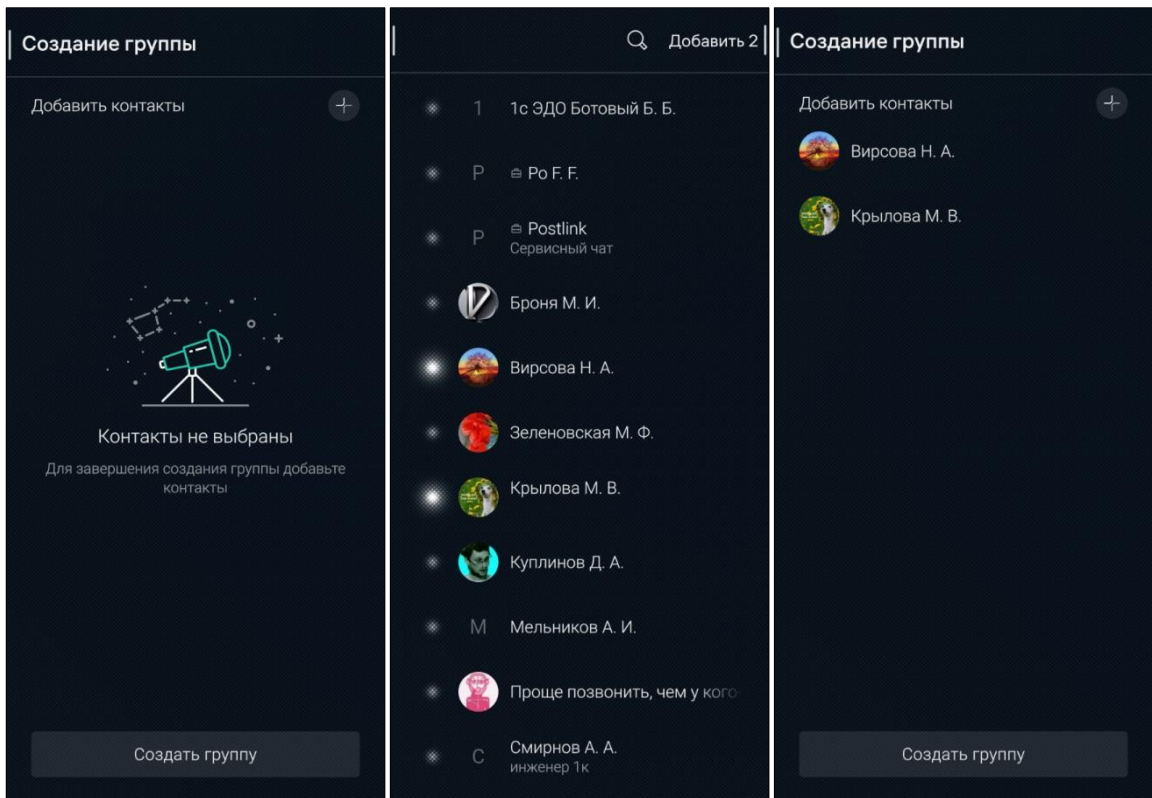 Создание группы
Добавить контакты
Контакты не выбраны
Для завершения создания группы добавьте
контакты
Создать группу
Добавить 2
1 1с ЭДО Ботовый Б. Б.
P Po F. F.
P Postlink
Сервисный чат
Броня М. И.
Вирсова Н. А.
Зеленовская М. Ф.
Крылова М. В.
Куплинов Д. А.
М Мельников А. И.
Проще позвонить, чем у кого-
С Смирнов А. А.
инженер 1к
Создание группы
Добавить контакты
Вирсова Н. А.
Крылова М. В.
Создать группу